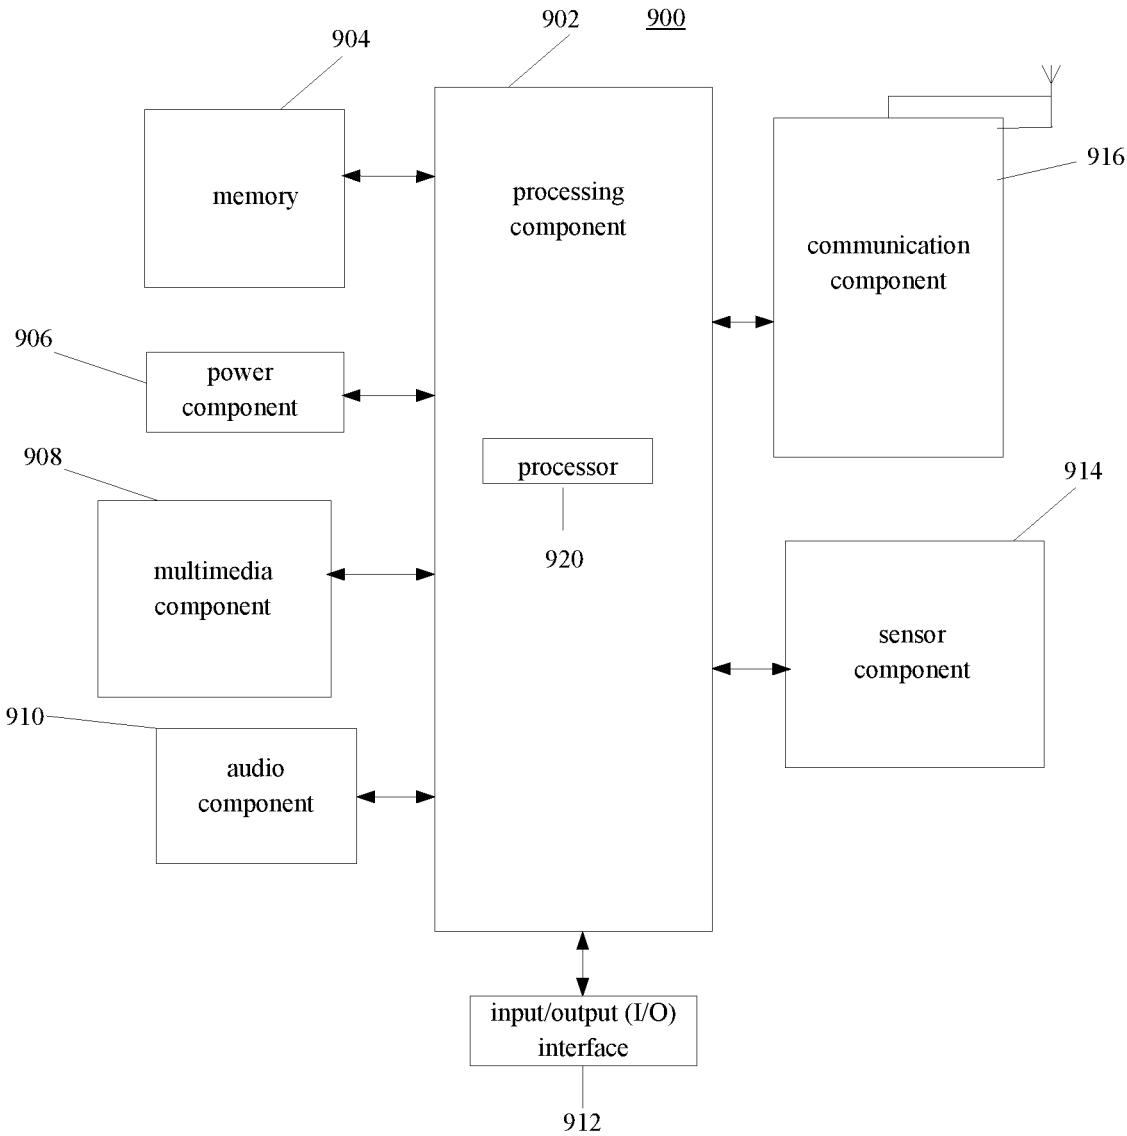 902
900
904
memory
processing
component
916
communication
component
906
power
component
908
processor
920
914
multimedia
component
sensor
component
910
audio
component
input/output (I/O)
interface
912